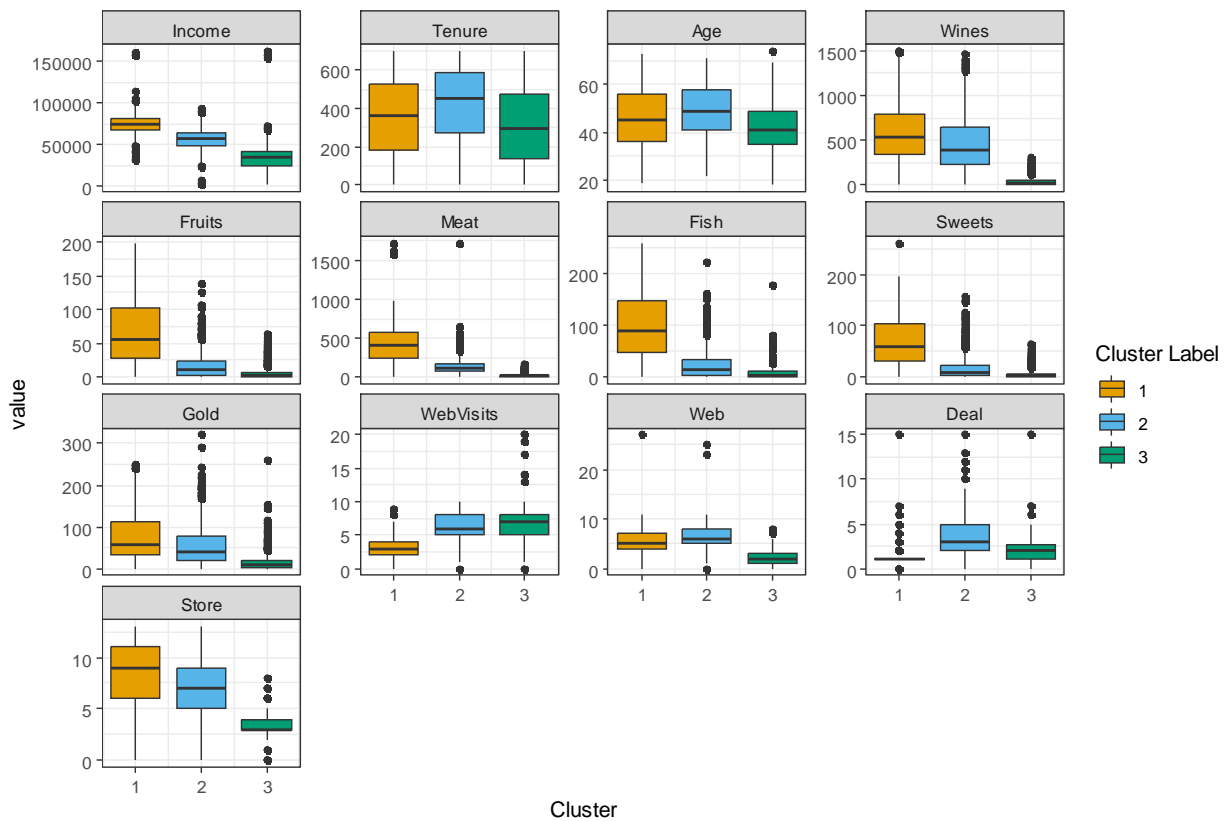 Income Tenure Age Wines
150000 100000 50000 0
600 400 200 0
60 40 20
1500 1000 500 0
Fruits Meat Fish Sweets
200 150 100 50 0
1500 1000 500 0
200 100 0
200 100 0
Gold WebVisits Web Deal
300 200 100 0
20 15 10 5 0
20 10 0
15 10 5 0
1 2 3 1 2 3 1 2 3
Store
10 5 0
1 2 3
value
Cluster
Cluster Label
1
2
3